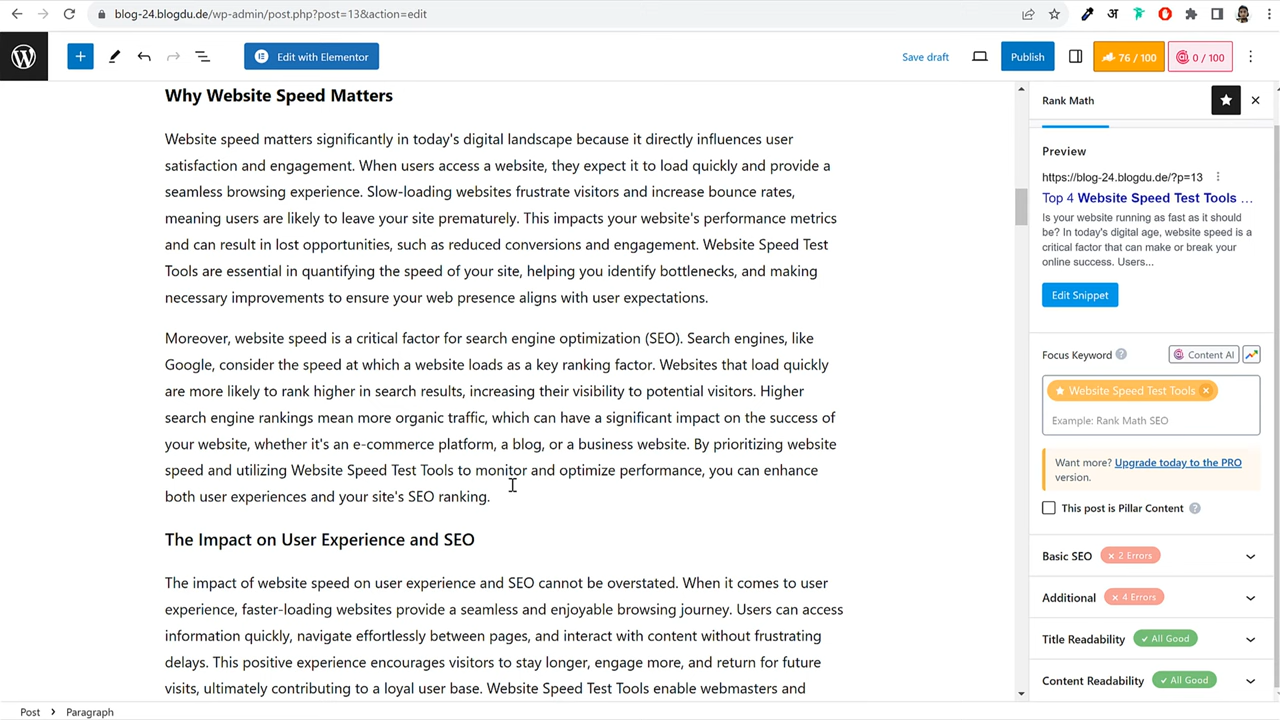 blog-24.blogdu.de/wp-admin/post.php?post=13&action=edit
अ
Edit with Elementor
Save draft
Publish
76 / 100
0 / 100
Why Website Speed Matters
Website speed matters significantly in today's digital landscape because it directly influences user
satisfaction and engagement. When users access a website, they expect it to load quickly and provide a
seamless browsing experience. Slow-loading websites frustrate visitors and increase bounce rates,
meaning users are likely to leave your site prematurely. This impacts your website's performance metrics
and can result in lost opportunities, such as reduced conversions and engagement. Website Speed Test
Tools are essential in quantifying the speed of your site, helping you identify bottlenecks, and making
necessary improvements to ensure your web presence aligns with user expectations.
Moreover, website speed is a critical factor for search engine optimization (SEO). Search engines, like
Google, consider the speed at which a website loads as a key ranking factor. Websites that load quickly
are more likely to rank higher in search results, increasing their visibility to potential visitors. Higher
search engine rankings mean more organic traffic, which can have a significant impact on the success of
your website, whether it's an e-commerce platform, a blog, or a business website. By prioritizing website
speed and utilizing Website Speed Test Tools to monitor and optimize performance, you can enhance
both user experiences and your site's SEO ranking.
The Impact on User Experience and SEO
The impact of website speed on user experience and SEO cannot be overstated. When it comes to user
experience, faster-loading websites provide a seamless and enjoyable browsing journey. Users can access
information quickly, navigate effortlessly between pages, and interact with content without frustrating
delays. This positive experience encourages visitors to stay longer, engage more, and return for future
visits, ultimately contributing to a loyal user base. Website Speed Test Tools enable webmasters and
Rank Math
Preview
https://blog-24.blogdu.de/?p=13
Top 4 Website Speed Test Tools ...
Is your website running as fast as it should
be? In today's digital age, website speed is a
critical factor that can make or break your
online success. Users...
Edit Snippet
Focus Keyword
Content AI
Website Speed Test Tools
Example: Rank Math SEO
Want more? Upgrade today to the PRO
version.
This post is Pillar Content
Basic SEO
2 Errors
Additional
4 Errors
Title Readability
All Good
Content Readability
All Good
Post
Paragraph